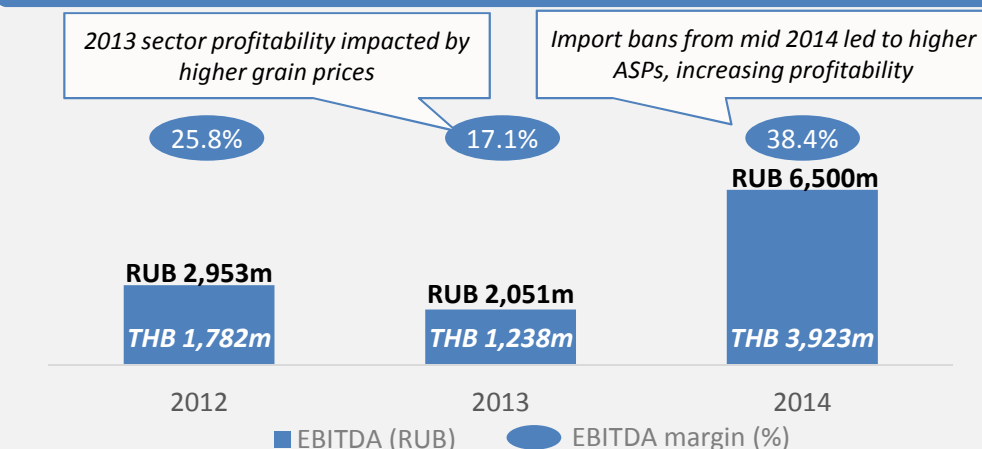 2013 sector profitability impacted by
higher grain prices
Import bans from mid 2014 led to higher
ASPs, increasing profitability
25.8%
17.1%
38.4%
RUB 2,953m
RUB 2,051m
RUB 6,500m
THB 1,782m
THB 1,238m
THB 3,923m
2012
2013
2014
EBITDA (RUB)
EBITDA margin (%)